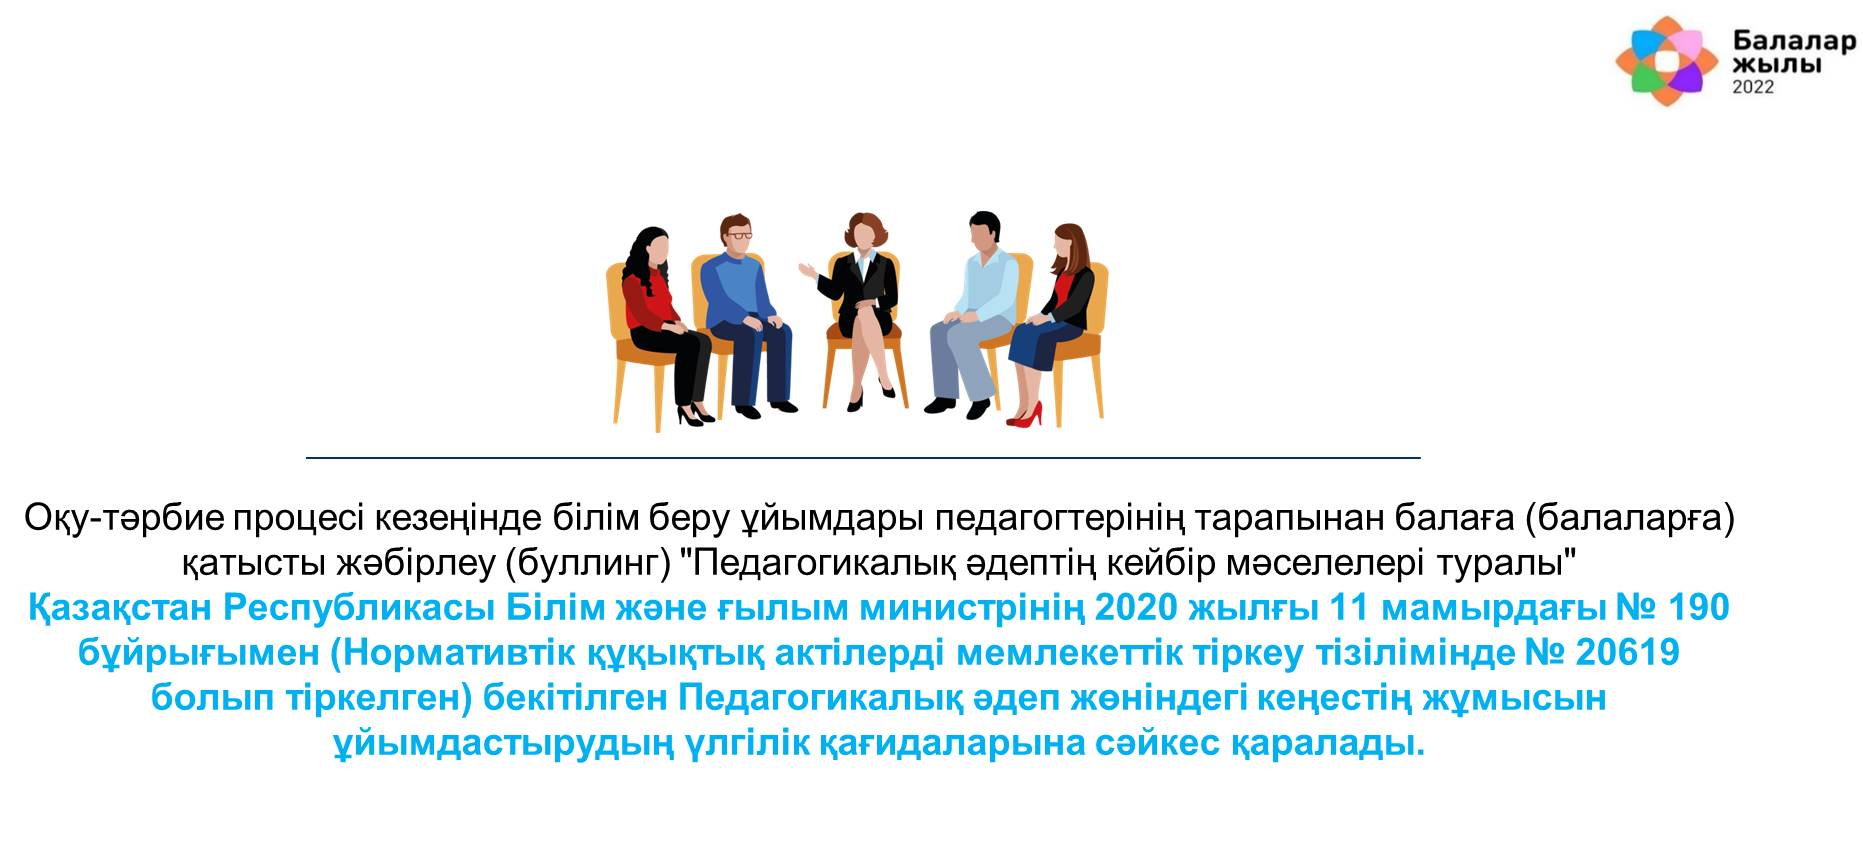 Балалар
жылы
2022
Оқу-тәрбие процесі кезеңінде білім беру ұйымдары педагогтерінің тарапынан балаға (балаларға)
қатысты жәбірлеу (буллинг) "Педагогикалық әдептің кейбір мәселелері туралы"
Қазақстан Республикасы Білім және ғылым министрінің 2020 жылғы 11 мамырдағы № 190
бұйрығымен (Нормативтік құқықтық актілерді мемлекеттік тіркеу тізілімінде № 20619
болып тіркелген) бекітілген Педагогикалық әдеп жөніндегі кеңестің жұмысын
ұйымдастырудың үлгілік қағидаларына сәйкес қаралады.